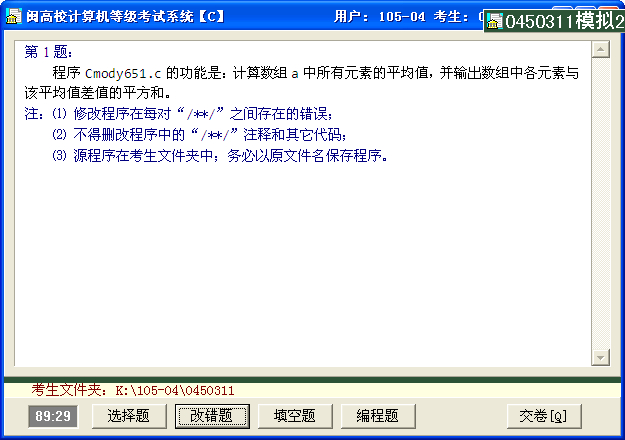 闽高校计算机等级考试系统【C】 用户: 105-04 考生: 0450311模拟2
第1题:
程序 Cmody651.c 的功能是: 计算数组a中所有元素的平均值, 并输出数组中各元素与
该平均值差值的平方和。
注: ⑴ 修改程序在每对“/**/”之间存在的错误;
⑵ 不得删改程序中的“/**/”注释和其它代码;
⑶ 源程序在考生文件夹中; 务必以原文件名保存程序。
考生文件夹: K:\105-04\0450311
89:29 选择题 改错题 填空题 编程题 交卷[Q]